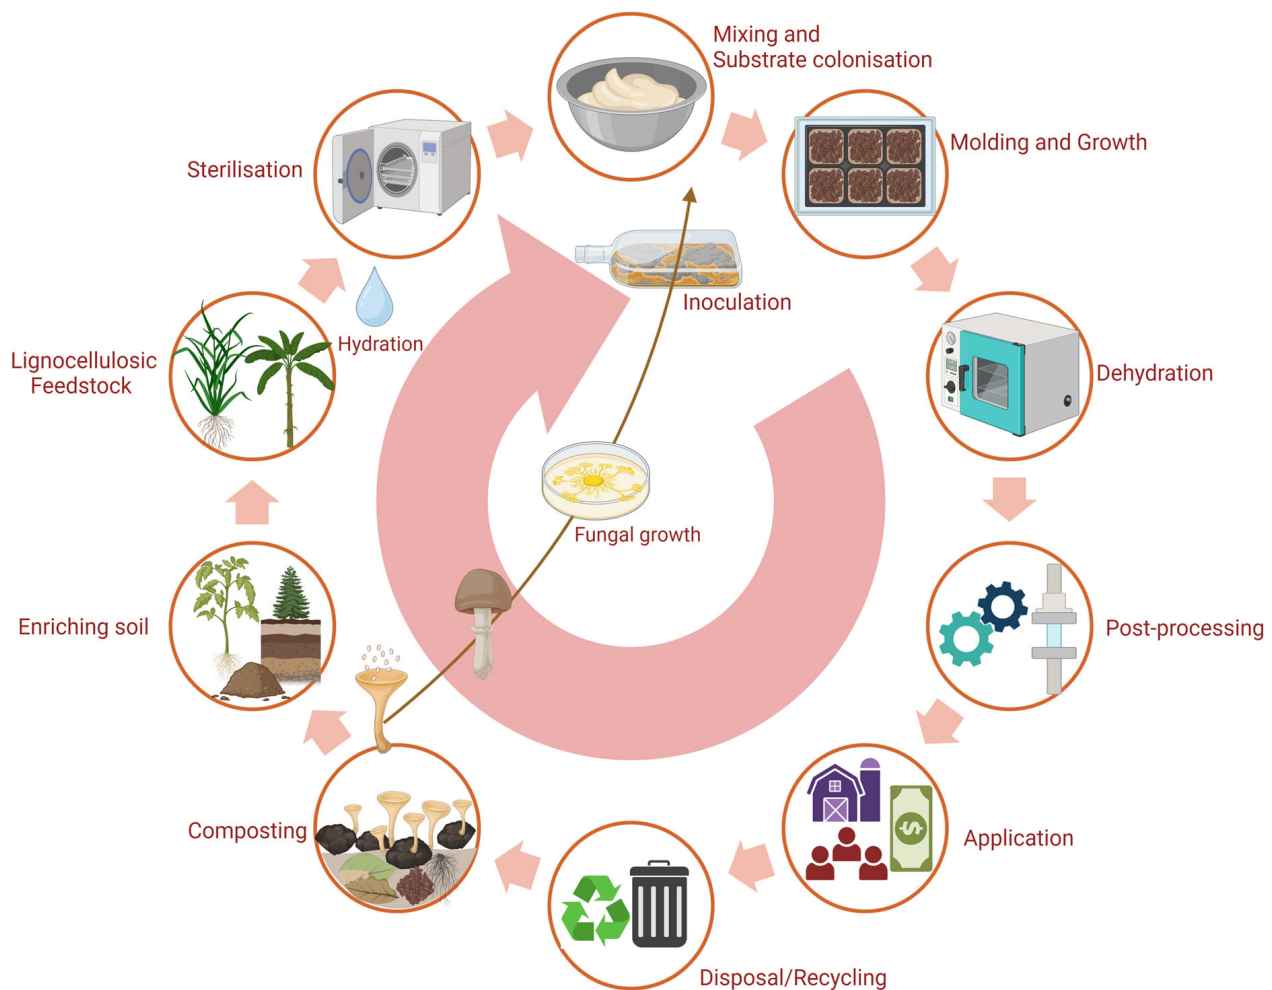 Mixing and
Substrate colonisation
Sterilisation
Molding and Growth
Inoculation
Hydration
Lignocellulosic
Feedstock
Dehydration
Fungal growth
Enriching soil
Post-processing
Composting
$
Application
Disposal/Recycling